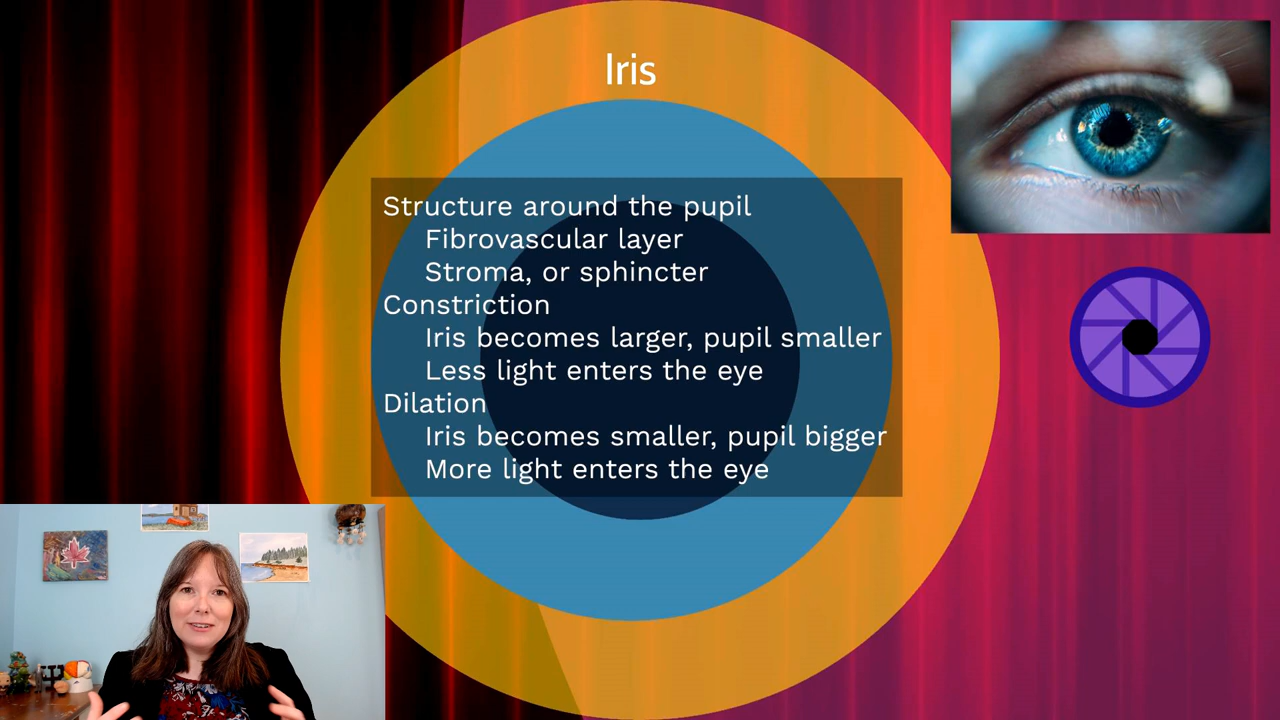 Iris
Structure around the pupil
Fibrovascular layer
Stroma, or sphincter
Constriction
Iris becomes larger, pupil smaller
Less light enters the eye
Dilation
Iris becomes smaller, pupil bigger
More light enters the eye